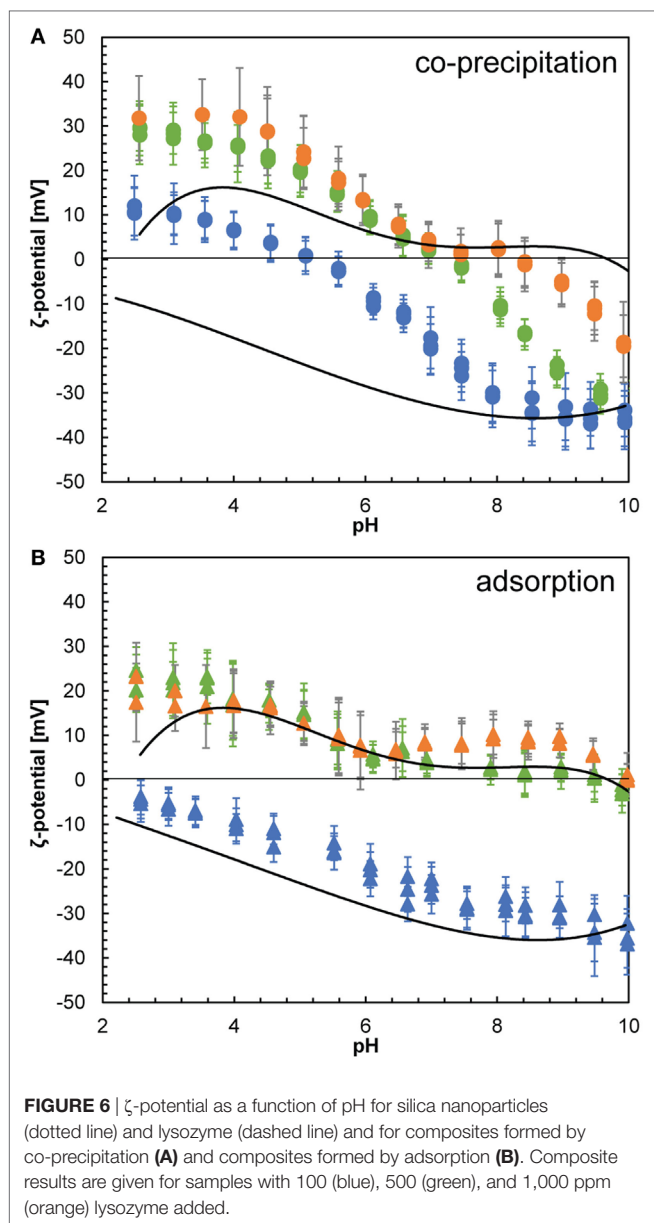 A
co-precipitation
50
40
30
20
10
0
-10
-20
-30
-40
-50
ζ-potential [mV]
2
4
6
8
10
pH
B
adsorption
50
40
30
20
10
0
-10
-20
-30
-40
-50
ζ-potential [mV]
2
4
6
8
10
pH
FIGURE 6 | ζ-potential as a function of pH for silica nanoparticles
(dotted line) and lysozyme (dashed line) and for composites formed by
co-precipitation (A) and composites formed by adsorption (B). Composite
results are given for samples with 100 (blue), 500 (green), and 1,000 ppm
(orange) lysozyme added.